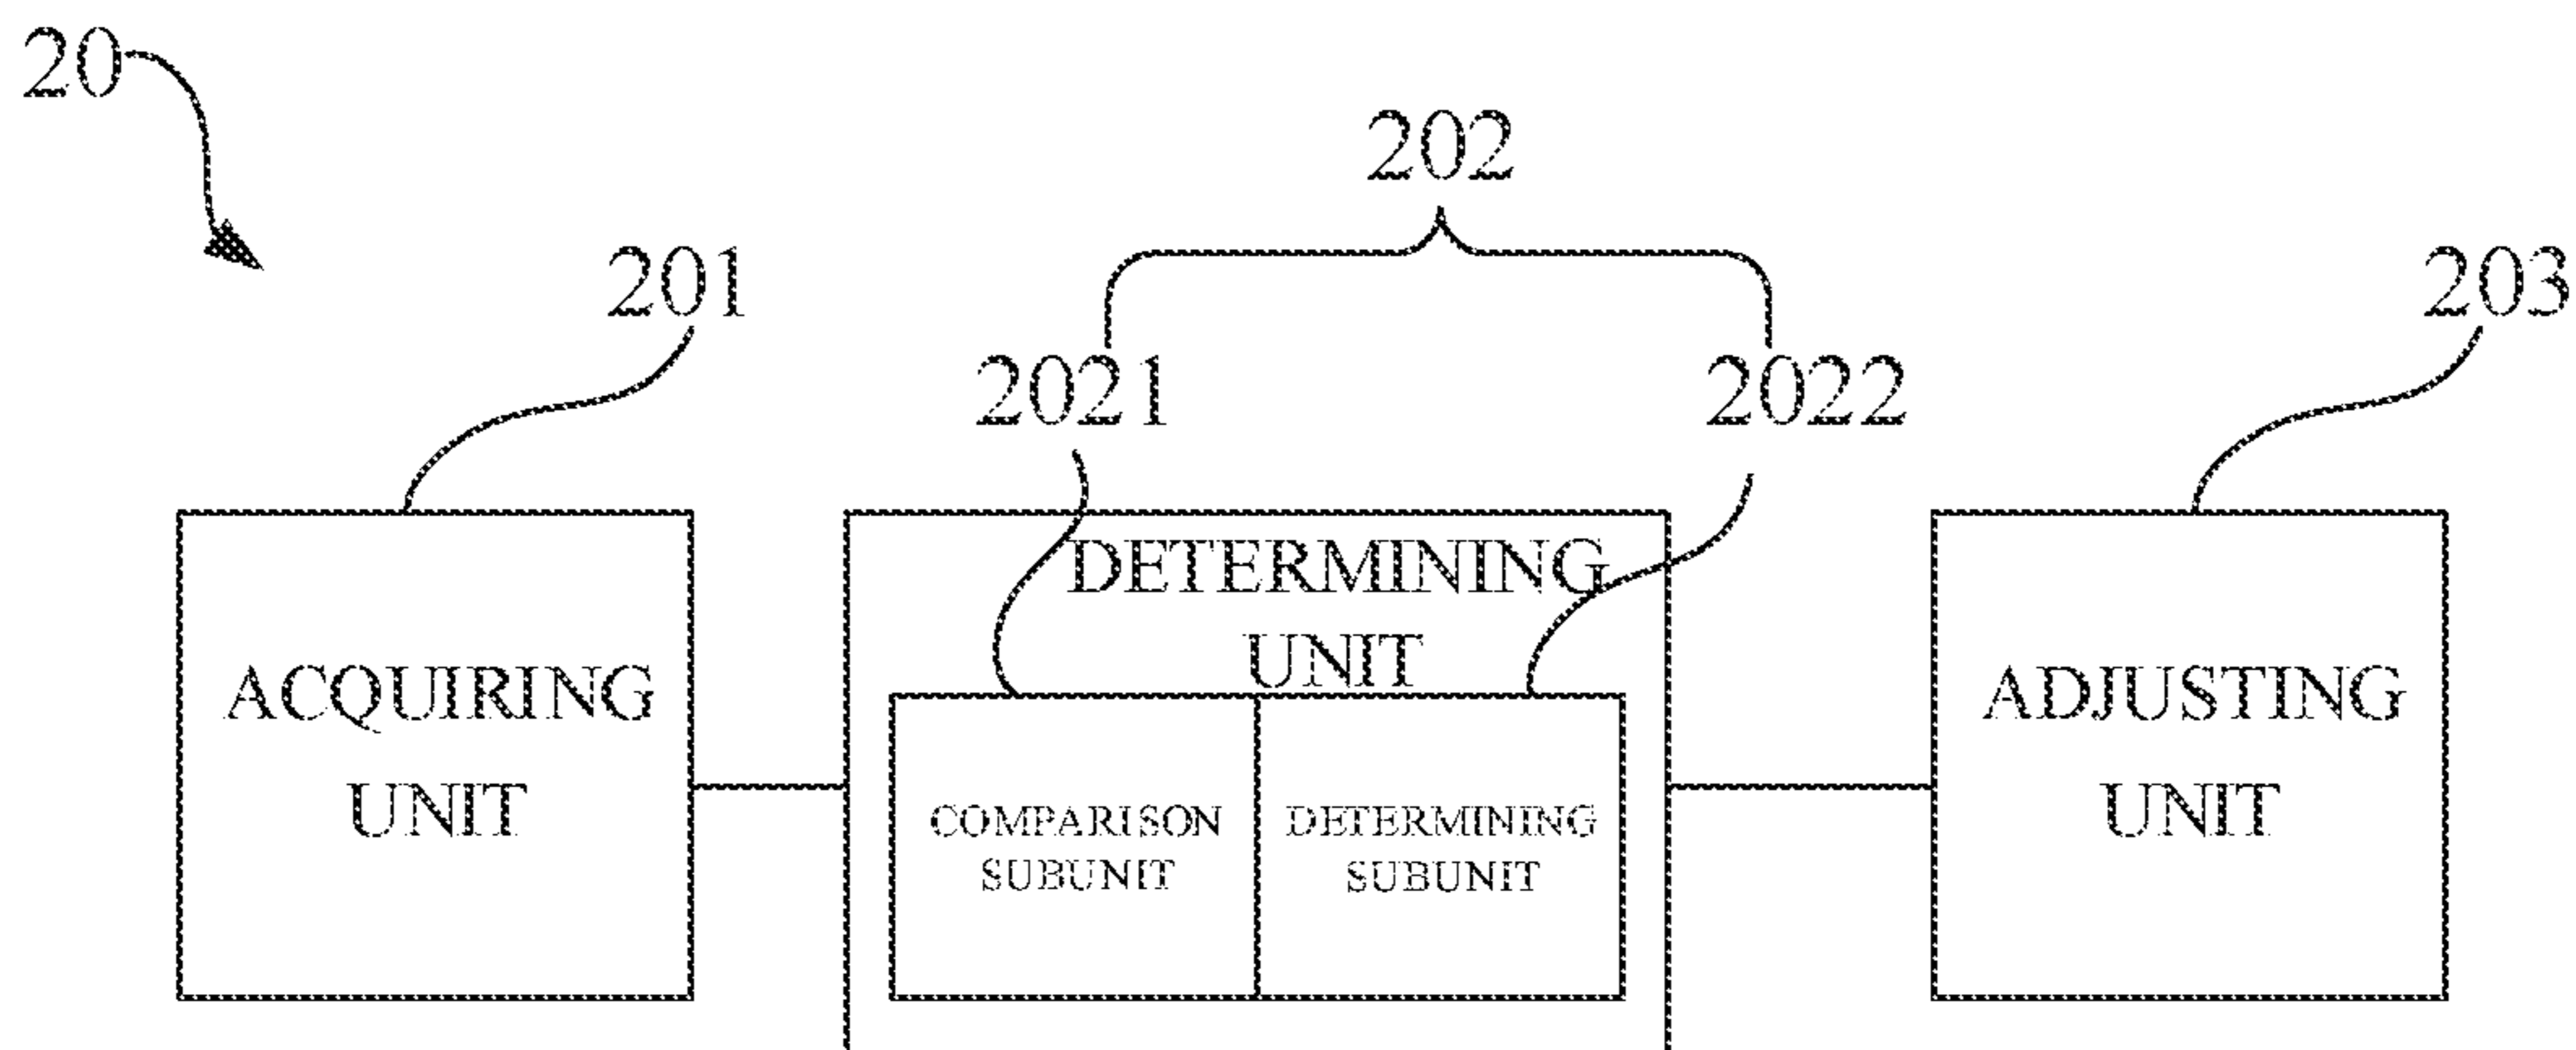 20
202
201
203
2021
2022
DETERMINING
UNIT
ACQUIRING
UNIT
COMPARISON
SUBUNIT
DETERMINING
SUBUNIT
ADJUSTING
UNIT